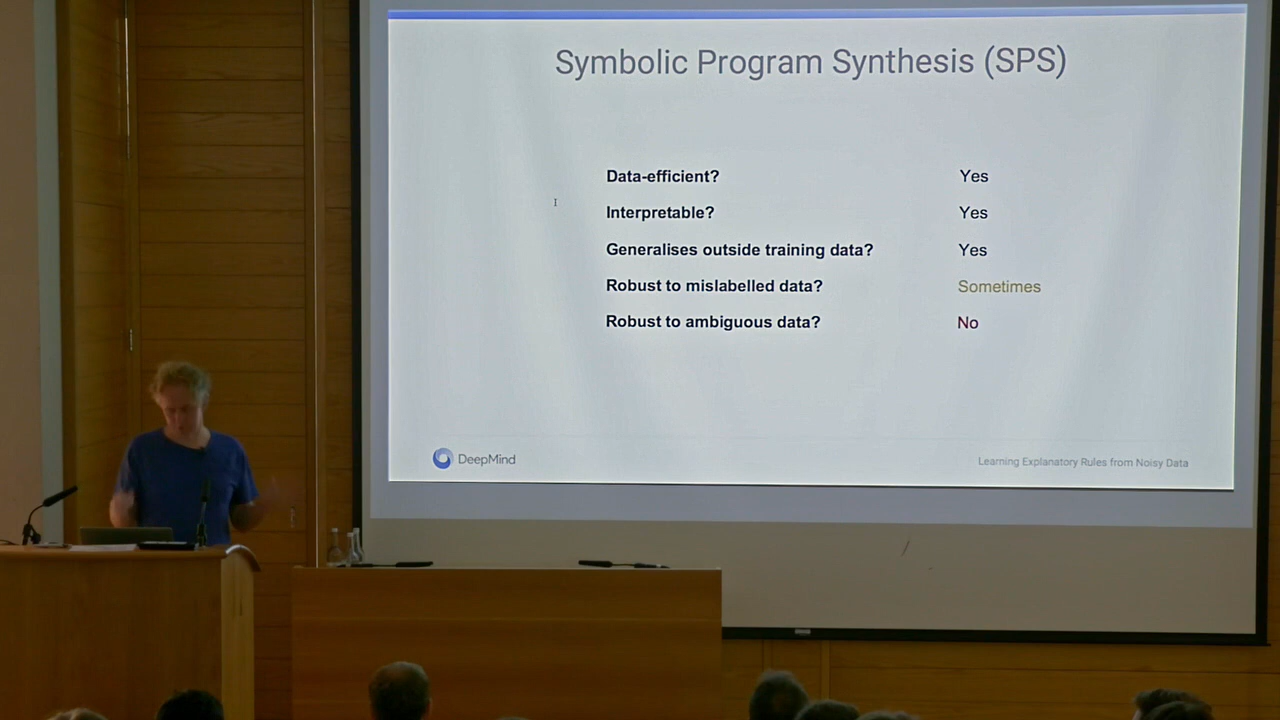 Symbolic Program Synthesis (SPS)
Data-efficient? Yes
Interpretable? Yes
Generalises outside training data? Yes
Robust to mislabelled data? Sometimes
Robust to ambiguous data? No
DeepMind
Learning Explanatory Rules from Noisy Data